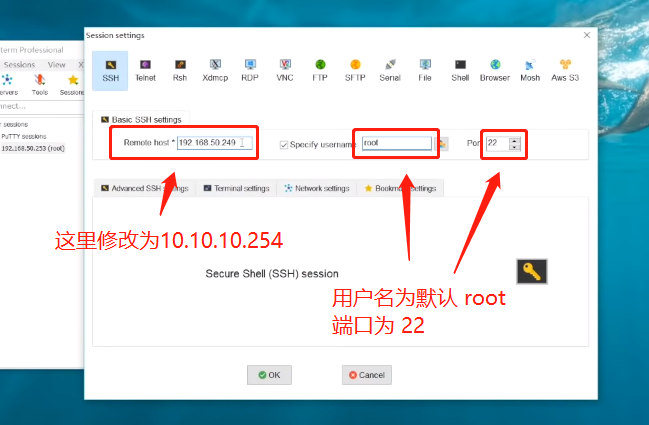 Session settings
term Professional
Sessions View X
SSH Telnet Rsh Xdmcp RDP VNC FTP SFTP Serial File Shell Browser Mosh Aws S3
ervers Tools Sessions
nnect...
r sessions
PuTTY sessions
192.168.50.253 (root)
Basic SSH settings
Remote host * 192.168.50.249 Specify username root Port 22
Advanced SSH settings Terminal settings Network settings Bookmark settings
这里修改为10.10.10.254
Secure Shell (SSH) session
用户名为默认 root
端口为 22
OK Cancel